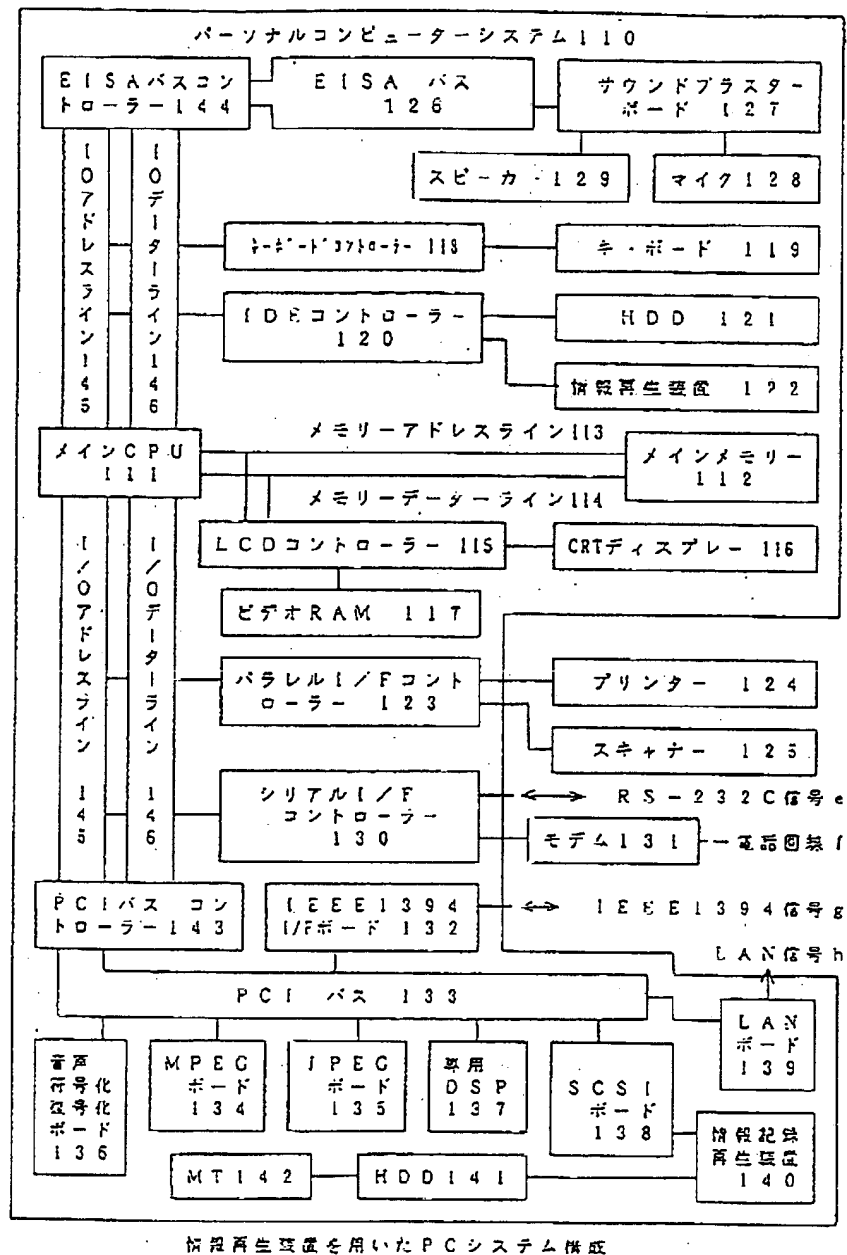 パーソナルコンピューターシステム110
EISAバスコン
トローラー144
EISA バス
126
サウンドブラスター
ボード 127
スピーカ-129
マイク128
IOアドレスライン145
IOデーターライン146
キーボードコントローラー 118
キ-ボード 119
IDEコントローラー
120
HDD 121
情報再生装置 122
メインCPU
111
メモリーアドレスライン113
メインメモリー
112
メモリーデーターライン114
LCDコントローラー 115
CRTディスプレー 116
ビデオRAM 117
I/Oアドレスライン 145
I/Oデーターライン 146
パラレルI/Fコント
ローラー 123
プリンター 124
スキャナー 125
シリアルI/F
コントローラー
130
RS-232C信号e
モデム131
電話回線f
PCIバス コン
トローラー143
IEEE1394
I/Fボード 132
IEEE1394信号g
LAN信号h
PCI バス 133
LAN
ボード
139
音声
符号化
復号化
ボード
136
MPEG
ボード
134
JPEG
ボード
135
専用
DSP
137
SCSI
ボード
138
情報記録
再生装置
140
MT142
HDD141
情報再生装置を用いたPCシステム構成